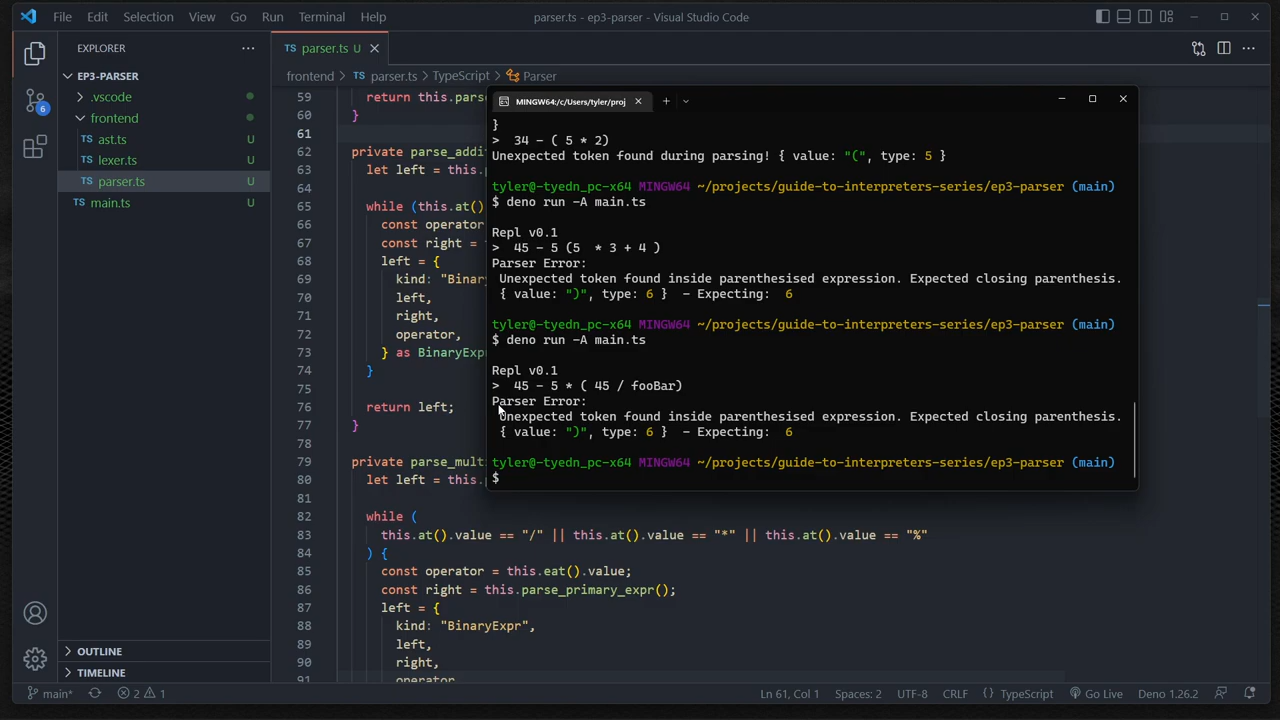 File Edit Selection View Go Run Terminal Help
parser.ts - ep3-parser - Visual Studio Code
EXPLORER
EP3-PARSER
.vscode
frontend
ast.ts U
lexer.ts U
parser.ts U
main.ts U
OUTLINE
TIMELINE
TS parser.ts U
frontend > TS parser.ts > TypeScript > Parser
59 return this.pars
60 }
61
62 private parse_addi
63 let left = this.
64
65 while (this.at()
66 const operator
67 const right =
68 left = {
69 kind: "Binary
70 left,
71 right,
72 operator,
73 } as BinaryExp
74 }
75
76 return left;
77 }
78
79 private parse_mult
80 let left = this.
81
82 while (
83 this.at().value == "/" || this.at().value == "*" || this.at().value == "%"
84 ) {
85 const operator = this.eat().value;
86 const right = this.parse_primary_expr();
87 left = {
88 kind: "BinaryExpr",
89 left,
90 right,
91 operator
MINGW64:/c/Users/tyler/proj
}
> 34 - ( 5 * 2)
Unexpected token found during parsing! { value: "(", type: 5 }
tyler@-tyedn_pc-x64 MINGW64 ~/projects/guide-to-interpreters-series/ep3-parser (main)
$ deno run -A main.ts
Repl v0.1
> 45 - 5 (5 * 3 + 4 )
Parser Error:
Unexpected token found inside parenthesised expression. Expected closing parenthesis.
{ value: ")", type: 6 } - Expecting: 6
tyler@-tyedn_pc-x64 MINGW64 ~/projects/guide-to-interpreters-series/ep3-parser (main)
$ deno run -A main.ts
Repl v0.1
> 45 - 5 * ( 45 / fooBar)
Parser Error:
Unexpected token found inside parenthesised expression. Expected closing parenthesis.
{ value: ")", type: 6 } - Expecting: 6
tyler@-tyedn_pc-x64 MINGW64 ~/projects/guide-to-interpreters-series/ep3-parser (main)
$
6
main* 2 1
Ln 61, Col 1 Spaces: 2 UTF-8 CRLF {} TypeScript Go Live Deno 1.26.2